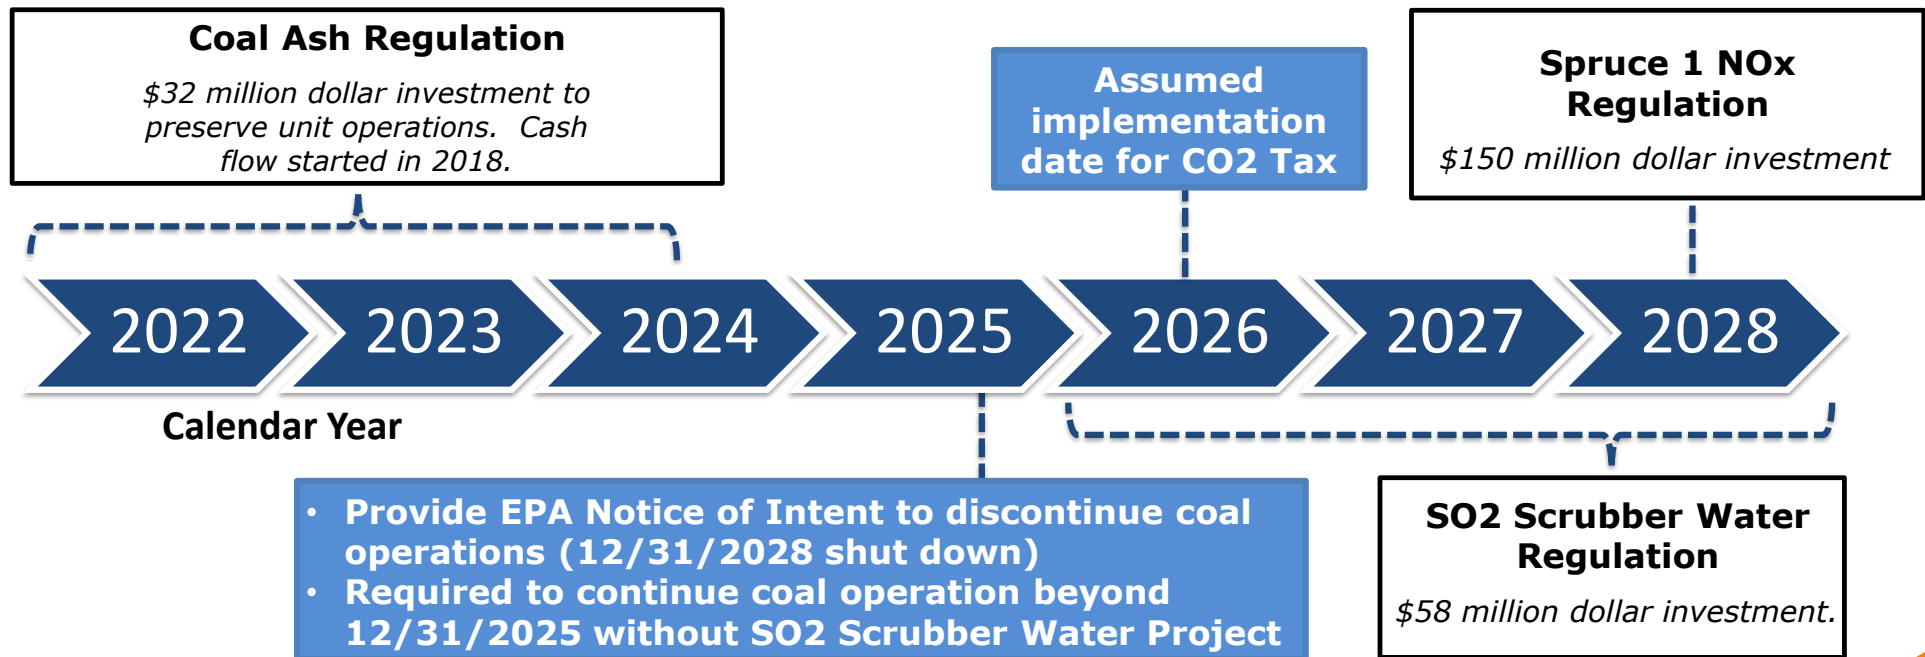 Coal Ash Regulation
$32 million dollar investment to
preserve unit operations.  Cash
flow started in 2018.
Assumed
implementation
date for CO2 Tax
Spruce 1 NOx
Regulation
$150 million dollar investment
2022
2023
2024
2025
2026
2027
2028
Calendar Year
• Provide EPA Notice of Intent to discontinue coal
operations (12/31/2028 shut down)
• Required to continue coal operation beyond
12/31/2025 without SO2 Scrubber Water Project
SO2 Scrubber Water
Regulation
$58 million dollar investment.